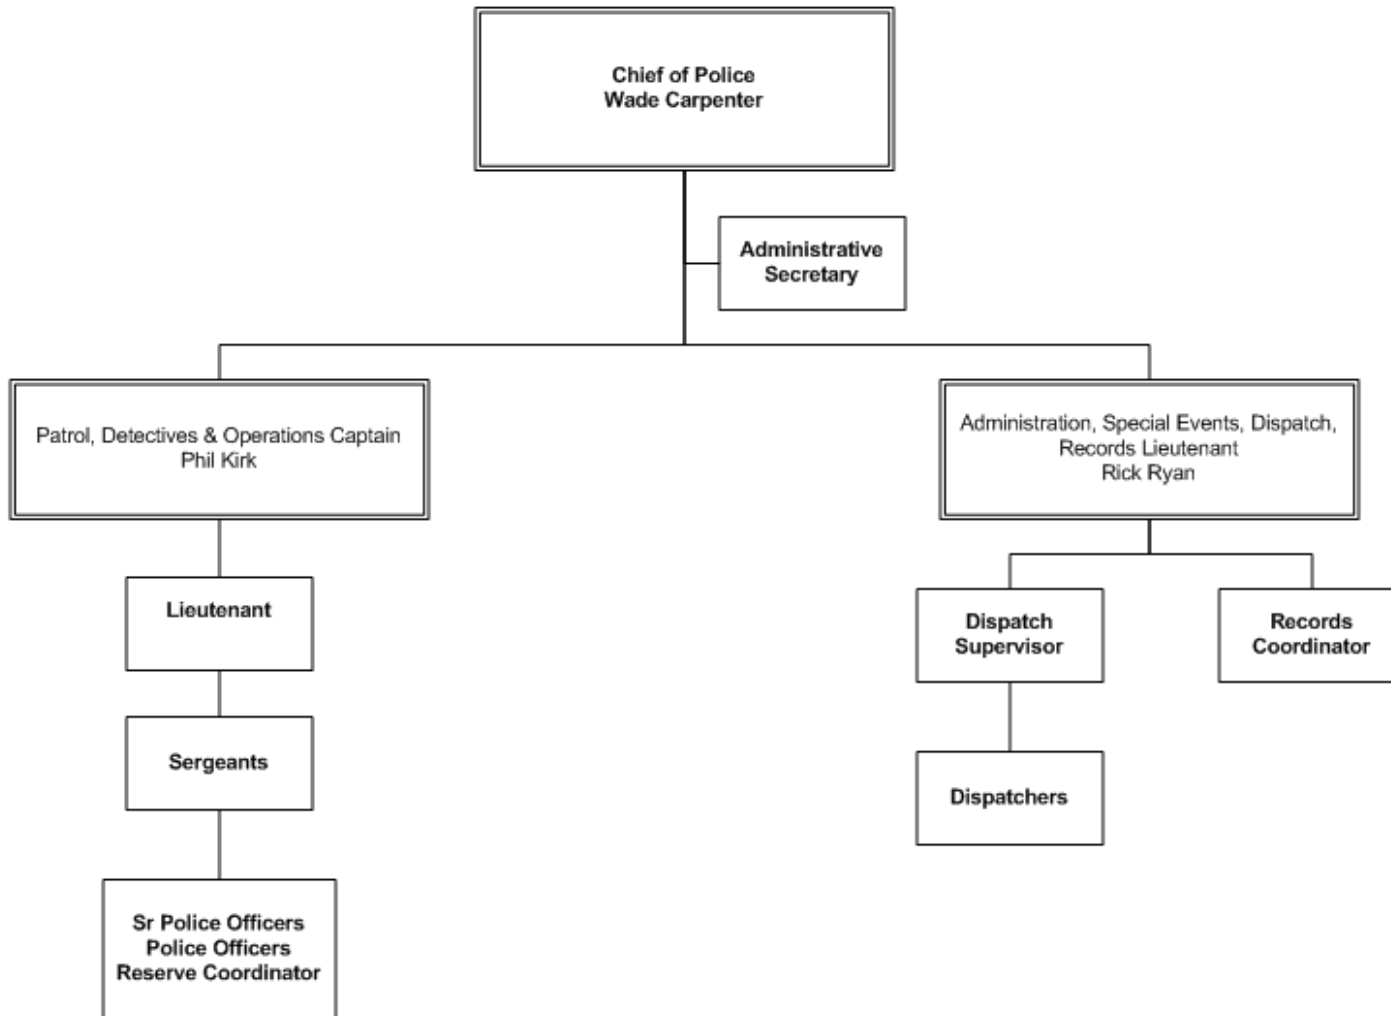 Chief of Police
Wade Carpenter
Administrative
Secretary
Patrol, Detectives & Operations Captain
Phil Kirk
Administration, Special Events, Dispatch,
Records Lieutenant
Rick Ryan
Lieutenant
Dispatch
Supervisor
Records
Coordinator
Sergeants
Dispatchers
Sr Police Officers
Police Officers
Reserve Coordinator